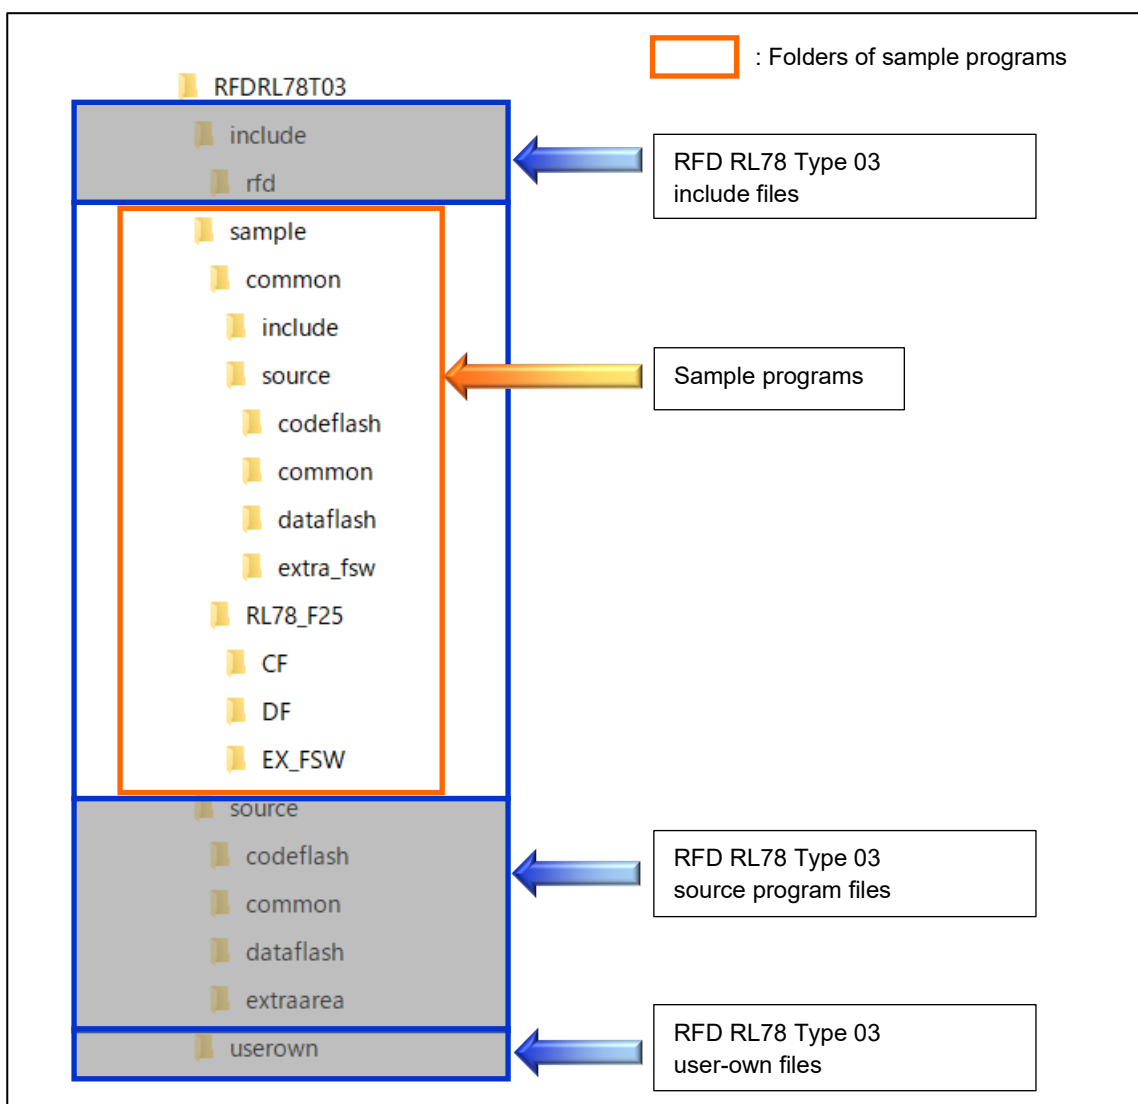 : Folders of sample programs
RFDRL78T03
include
rfd
RFD RL78 Type 03
include files
sample
common
include
source
Sample programs
codeflash
common
dataflash
extra_fsw
RL78_F25
CF
DF
EX_FSW
source
codeflash
common
dataflash
extraarea
RFD RL78 Type 03
source program files
userown
RFD RL78 Type 03
user-own files